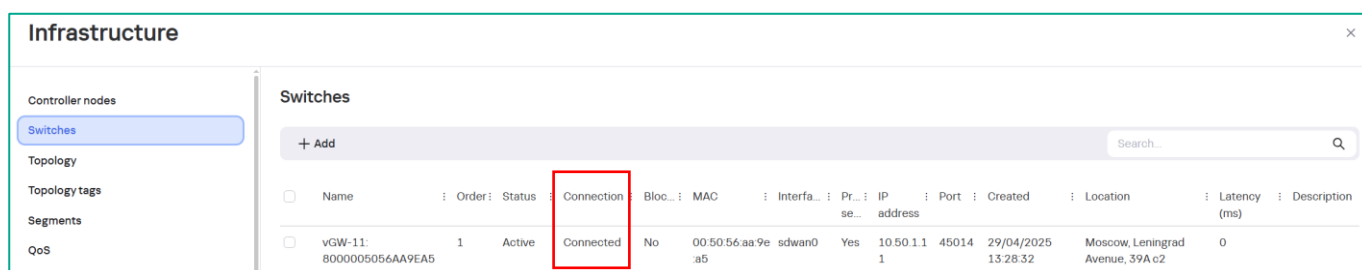 Infrastructure
×
Controller nodes
Switches
Topology
Topology tags
Segments
QoS
Switches
+ Add
Search...
Name Order Status Connection Bloc... MAC Interfa... Pr... IP Port Created Location Latency Description
se... address (ms)
vGW-11: 1 Active Connected No 00:50:56:aa:9e sdwan0 Yes 10.50.1.1 45014 29/04/2025 Moscow, Leningrad 0
8000005056AA9EA5 :a5 1 13:28:32 Avenue, 39A c2